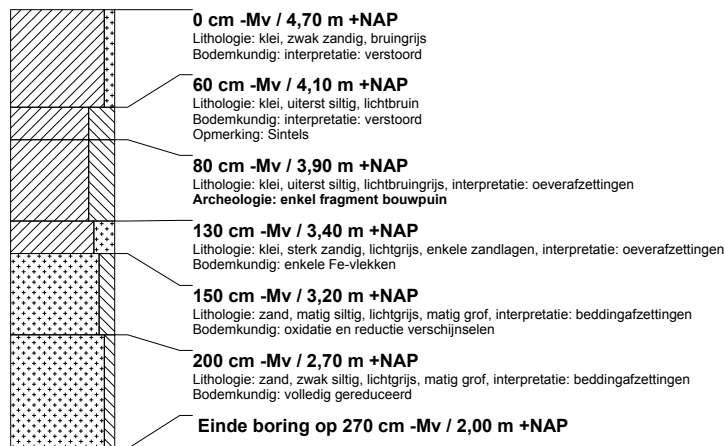 0 cm -Mv / 4,70 m +NAP
Lithologie: klei, zwak zandig, bruingrijs
Bodemkundig: interpretatie: verstoord
60 cm -Mv / 4,10 m +NAP
Lithologie: klei, uiterst siltig, lichtbruin
Bodemkundig: interpretatie: verstoord
Opmerking: Sintels
80 cm -Mv / 3,90 m +NAP
Lithologie: klei, uiterst siltig, lichtbruingrijs, interpretatie: oeverafzettingen
Archeologie: enkel fragment bouwpuin
130 cm -Mv / 3,40 m +NAP
Lithologie: klei, sterk zandig, lichtgrijs, enkele zandlagen, interpretatie: oeverafzettingen
Bodemkundig: enkele Fe-vlekken
150 cm -Mv / 3,20 m +NAP
Lithologie: zand, matig siltig, lichtgrijs, matig grof, interpretatie: beddingafzettingen
Bodemkundig: oxidatie en reductie verschijnselen
200 cm -Mv / 2,70 m +NAP
Lithologie: zand, zwak siltig, lichtgrijs, matig grof, interpretatie: beddingafzettingen
Bodemkundig: volledig gereduceerd
Einde boring op 270 cm -Mv / 2,00 m +NAP